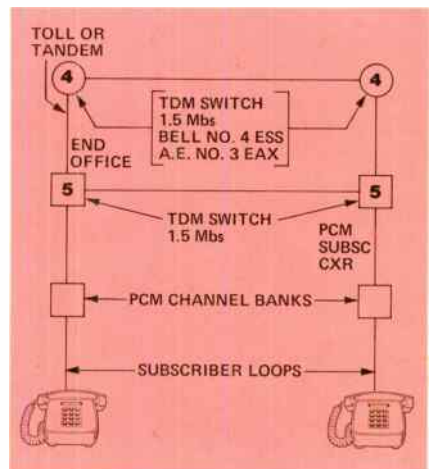 TOLL OR
TANDEM
4
4
TDM SWITCH
1.5 Mbs
BELL NO. 4 ESS
A.E. NO. 3 EAX
END
OFFICE
5
5
TDM SWITCH
1.5 Mbs
PCM
SUBSC
CXR
PCM CHANNEL BANKS
SUBSCRIBER LOOPS